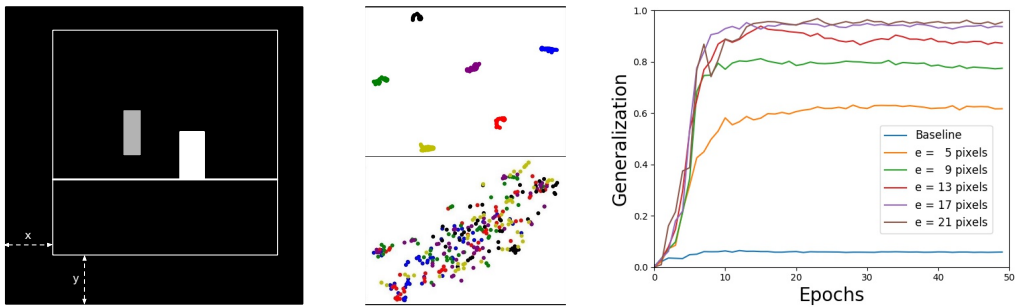 x
y
Generalization
1.0
0.8
0.6
0.4
0.2
0.0
0
10
20
30
40
50
Epochs
Baseline
e = 5 pixels
e = 9 pixels
e = 13 pixels
e = 17 pixels
e = 21 pixels